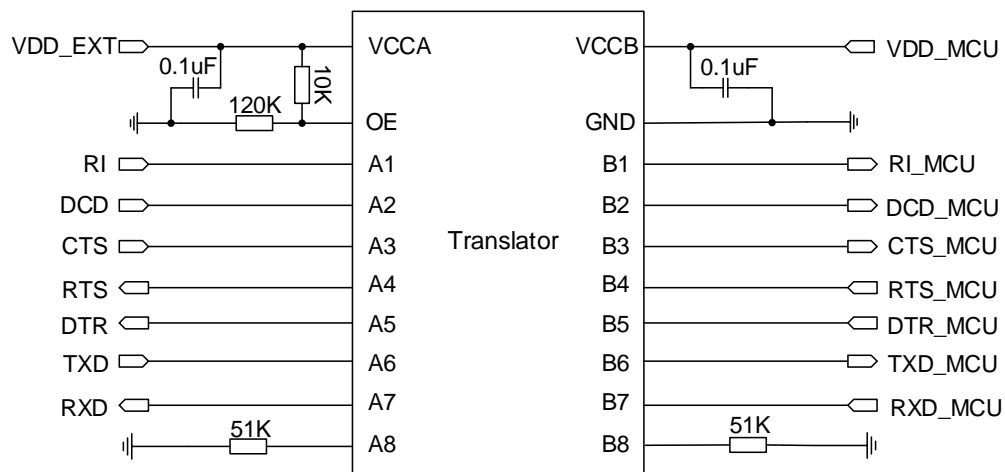 VDD_EXT VCCA VCCB VDD_MCU
0.1uF 10K 0.1uF
120K OE GND
RI A1 B1 RI_MCU
DCD A2 B2 DCD_MCU
CTS A3 Translator B3 CTS_MCU
RTS A4 B4 RTS_MCU
DTR A5 B5 DTR_MCU
TXD A6 B6 TXD_MCU
RXD A7 B7 RXD_MCU
51K A8 B8 51K